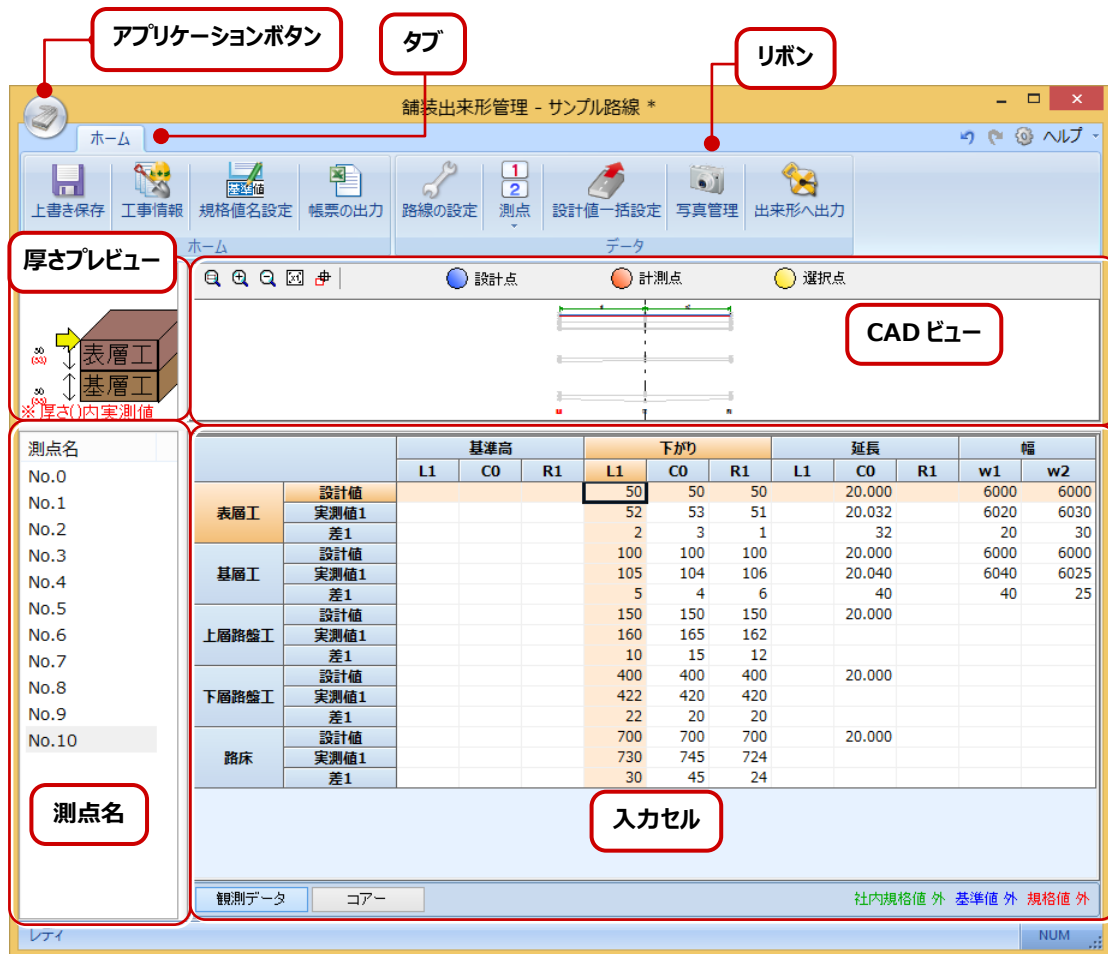 アプリケーションボタン
タブ
リボン
舗装出来形管理 - サンプル路線 *
ホーム
ヘルプ
上書き保存 工事情報 規格値名設定 帳票の出力 路線の設定 測点 設計値一括設定 写真管理 出来形へ出力
基準値
1
2
ホーム データ
厚さプレビュー
設計点 計測点 選択点
CAD ビュー
50
(53)
表層工
50
基層工
※厚さ()内実測値
測点名
No.0
No.1
No.2
No.3
No.4
No.5
No.6
No.7
No.8
No.9
No.10
測点名
基準高 下がり 延長 幅
L1 C0 R1 L1 C0 R1 L1 C0 R1 w1 w2
表層工 設計値 50 50 50 20.000 6000 6000
実測値1 52 53 51 20.032 6020 6030
差1 2 3 1 32 20 30
基層工 設計値 100 100 100 20.000 6000 6000
実測値1 105 104 106 20.040 6040 6025
差1 5 4 6 40 40 25
上層路盤工 設計値 150 150 150 20.000
実測値1 160 165 162
差1 10 15 12
下層路盤工 設計値 400 400 400 20.000
実測値1 422 420 420
差1 22 20 20
路床 設計値 700 700 700 20.000
実測値1 730 745 724
差1 30 45 24
入力セル
観測データ コアー
社内規格値 外 基準値 外 規格値 外
レディ NUM